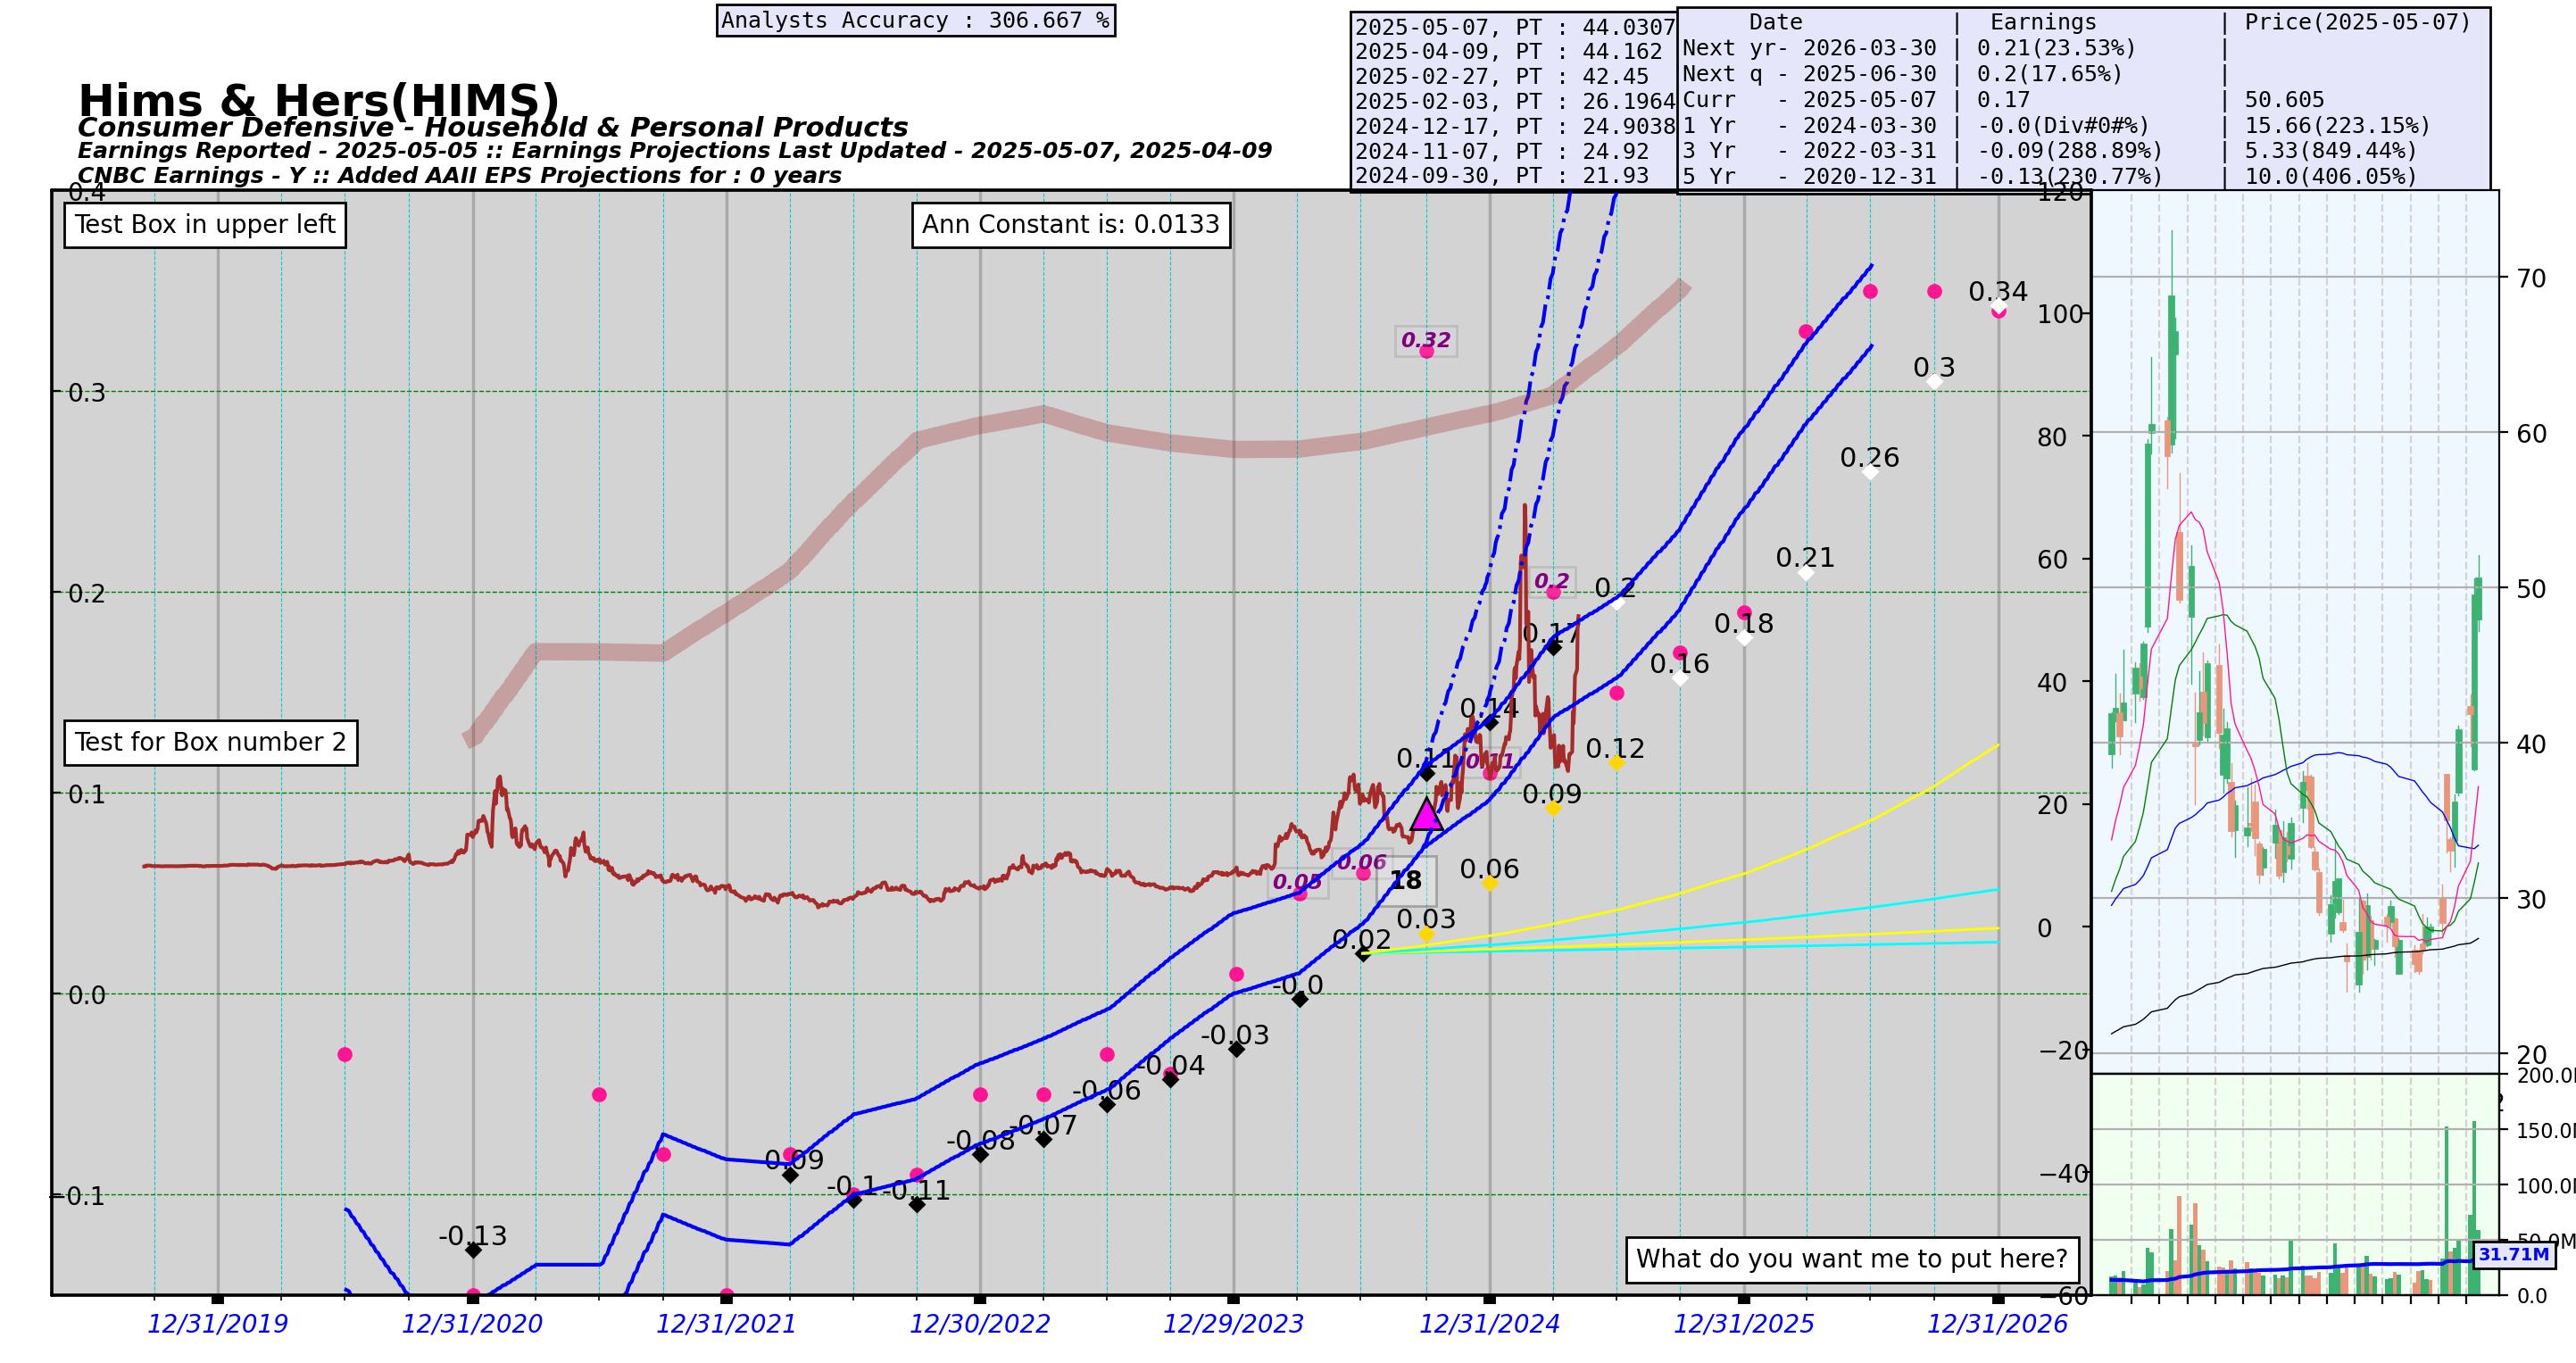 Analysts Accuracy : 306.667 %
2025-05-07, PT : 44.0307
2025-04-09, PT : 44.162
2025-02-27, PT : 42.45
2025-02-03, PT : 26.1964
2024-12-17, PT : 24.9038
2024-11-07, PT : 24.92
2024-09-30, PT : 21.93
Date | Earnings | Price(2025-05-07)
Next yr- 2026-03-30 | 0.21(23.53%) |
Next q - 2025-06-30 | 0.2(17.65%) |
Curr - 2025-05-07 | 0.17 | 50.605
1 Yr - 2024-03-30 | -0.0(Div#0#%) | 15.66(223.15%)
3 Yr - 2022-03-31 | -0.09(288.89%) | 5.33(849.44%)
5 Yr - 2020-12-31 | -0.13(230.77%) | 10.0(406.05%)
Hims & Hers(HIMS)
Consumer Defensive - Household & Personal Products
Earnings Reported - 2025-05-05 :: Earnings Projections Last Updated - 2025-05-07, 2025-04-09
CNBC Earnings - Y :: Added AAII EPS Projections for : 0 years
Test Box in upper left
Ann Constant is: 0.0133
Test for Box number 2
What do you want me to put here?
0.4
0.3
0.2
0.1
0.0
−0.1
-0.13
0.09
-0.1
-0.11
-0.08
-0.07
-0.06
-0.04
-0.03
-0.0
0.02
0.03
0.06
0.09
0.12
0.11
0.14
0.17
0.2
0.16
0.18
0.21
0.26
0.3
0.34
0.05
0.06
0.32
0.11
0.2
18
120
100
80
60
40
20
0
−20
−40
−60
70
60
50
40
30
20
200.0
150.0
100.0
50.0M
31.71M
0.0
12/31/2019
12/31/2020
12/31/2021
12/30/2022
12/29/2023
12/31/2024
12/31/2025
12/31/2026